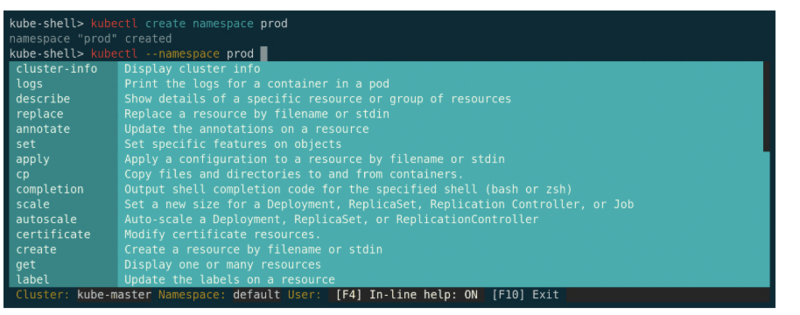 kube-shell> kubectl create namespace prod
namespace "prod" created
kube-shell> kubectl --namespace prod
cluster-info Display cluster info
logs Print the logs for a container in a pod
describe Show details of a specific resource or group of resources
replace Replace a resource by filename or stdin
annotate Update the annotations on a resource
set Set specific features on objects
apply Apply a configuration to a resource by filename or stdin
cp Copy files and directories to and from containers.
completion Output shell completion code for the specified shell (bash or zsh)
scale Set a new size for a Deployment, ReplicaSet, Replication Controller, or Job
autoscale Auto-scale a Deployment, ReplicaSet, or ReplicationController
certificate Modify certificate resources.
create Create a resource by filename or stdin
get Display one or many resources
label Update the labels on a resource
Cluster: kube-master Namespace: default User: [F4] In-line help: ON [F10] Exit